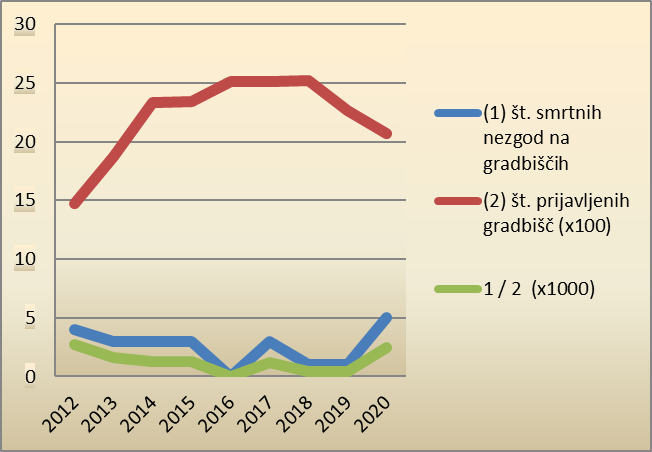 30
25
20
15
10
5
0
2012 2013 2014 2015 2016 2017 2018 2019 2020
(1) št. smrtnih
nezgod na
gradbiščih
(2) št. prijavljenih
gradbišč (x100)
1 / 2 (x1000)